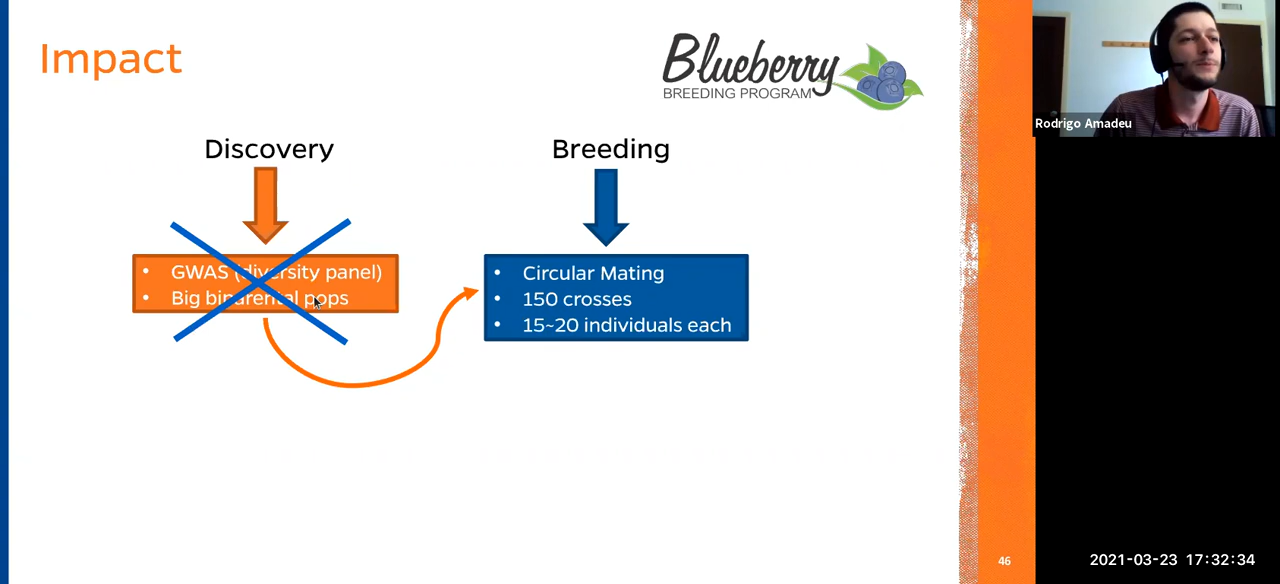 Impact
Blueberry
BREEDING PROGRAM
Discovery
Breeding
• GWAS (diversity panel)
• Big biparental pops
• Circular Mating
• 150 crosses
• 15~20 individuals each
46
Rodrigo Amadeu
2021-03-23 17:32:34